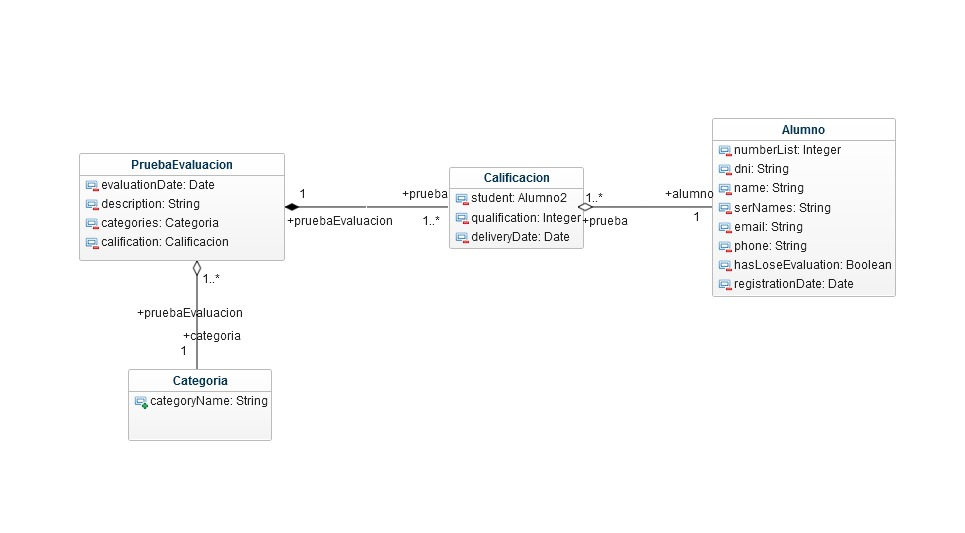 PruebaEvaluacion
evaluationDate: Date
description: String
categories: Categoria
calification: Calificacion
1
+pruebaEvaluacion
+prueba
1..*
Calificacion
student: Alumno2
qualification: Integer
deliveryDate: Date
1..*
+prueba
+alumno
1
Alumno
numberList: Integer
dni: String
name: String
serNames: String
email: String
phone: String
hasLoseEvaluation: Boolean
registrationDate: Date
1..*
+pruebaEvaluacion
+categoria
1
Categoria
categoryName: String